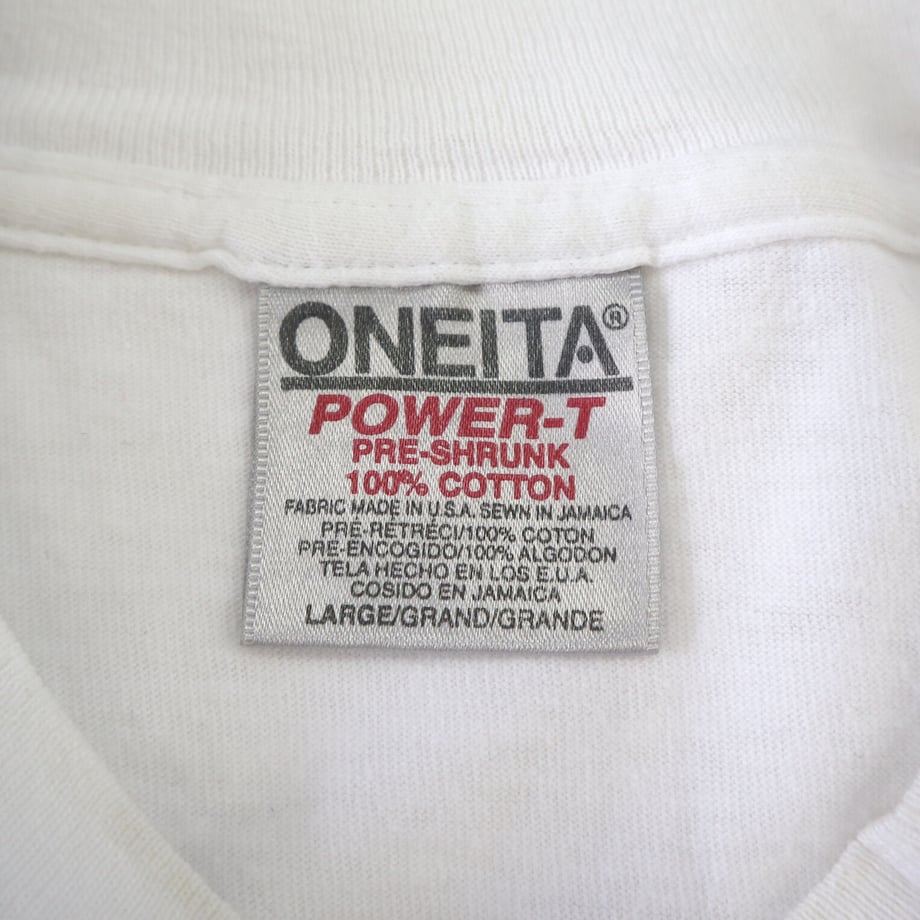 ONEITA®
POWER-T
PRE-SHRUNK
100% COTTON
FABRIC MADE IN U.S.A. SEWN IN JAMAICA
PRÉ-RETRÉCI/100% COTON
PRE-ENCOGIDO/100% ALGODON
TELA HECHO EN LOS E.U.A.
COSIDO EN JAMAICA
LARGE/GRAND/GRANDE